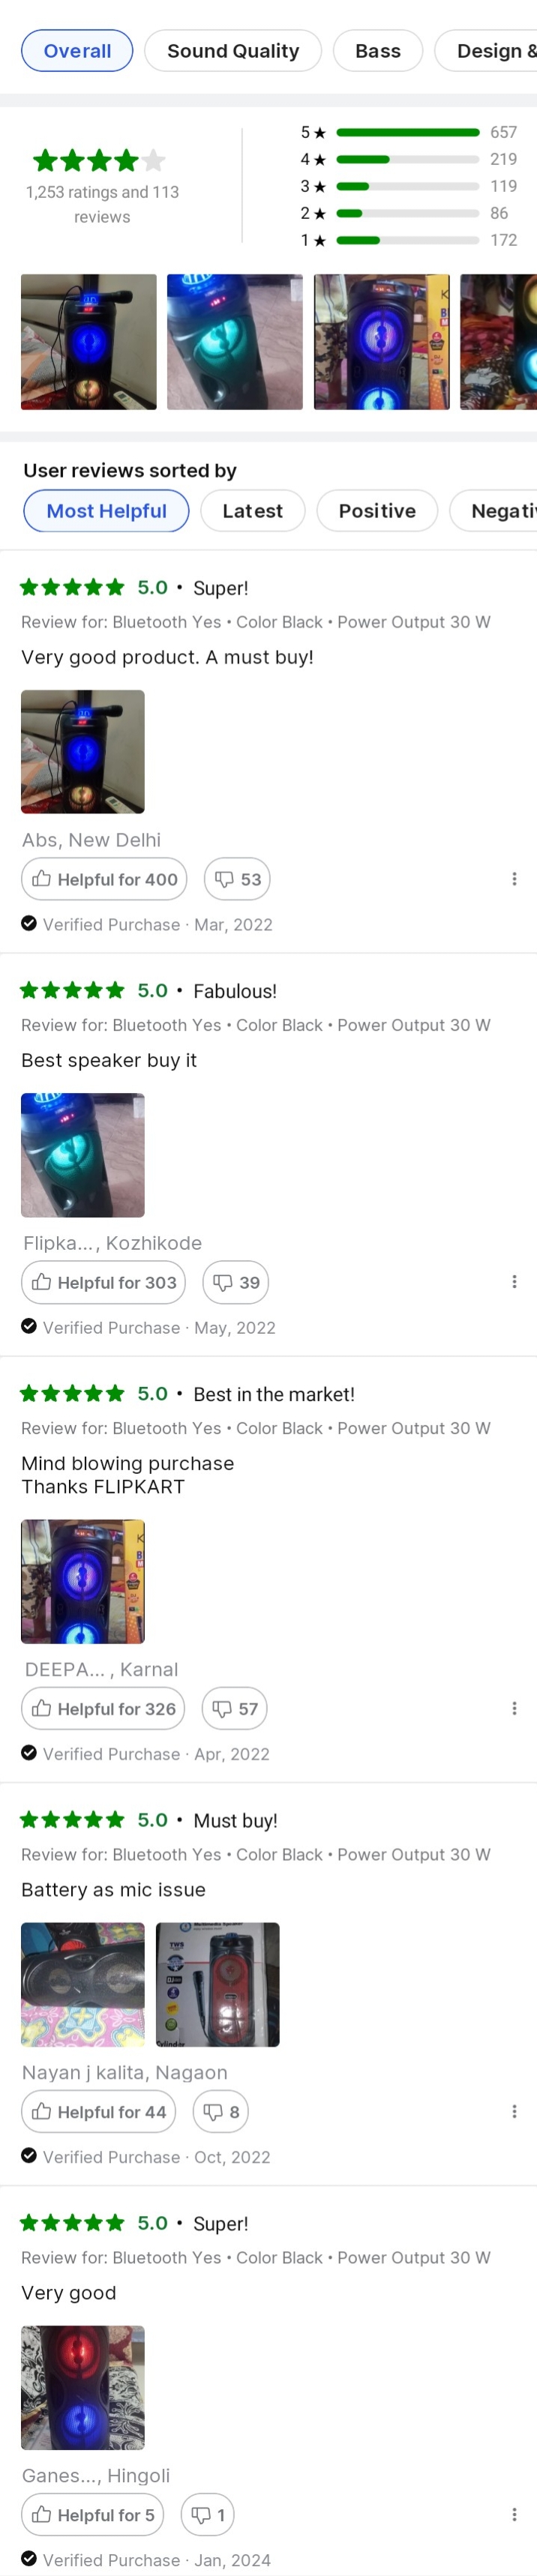 Overall
Sound Quality
Bass
Design &
1,253 ratings and 113
reviews
5★ 657
4★ 219
3★ 119
2★ 86
1★ 172
User reviews sorted by
Most Helpful
Latest
Positive
5.0 • Super!
Review for: Bluetooth Yes • Color Black • Power Output 30 W
Very good product. A must buy!
Abs, New Delhi
Helpful for 400
53
Verified Purchase · Mar, 2022
5.0 • Fabulous!
Review for: Bluetooth Yes • Color Black • Power Output 30 W
Best speaker buy it
Flipka..., Kozhikode
Helpful for 303
39
Verified Purchase · May, 2022
5.0 • Best in the market!
Review for: Bluetooth Yes • Color Black • Power Output 30 W
Mind blowing purchase
Thanks FLIPKART
DEEPA... , Karnal
Helpful for 326
57
Verified Purchase · Apr, 2022
5.0 • Must buy!
Review for: Bluetooth Yes • Color Black • Power Output 30 W
Battery as mic issue
Multimedia Speaker
TWS
DJ
Cylinder
Nayan j kalita, Nagaon
Helpful for 44
8
Verified Purchase · Oct, 2022
5.0 • Super!
Review for: Bluetooth Yes • Color Black • Power Output 30 W
Very good
Ganes..., Hingoli
Helpful for 5
1
Verified Purchase · Jan, 2024